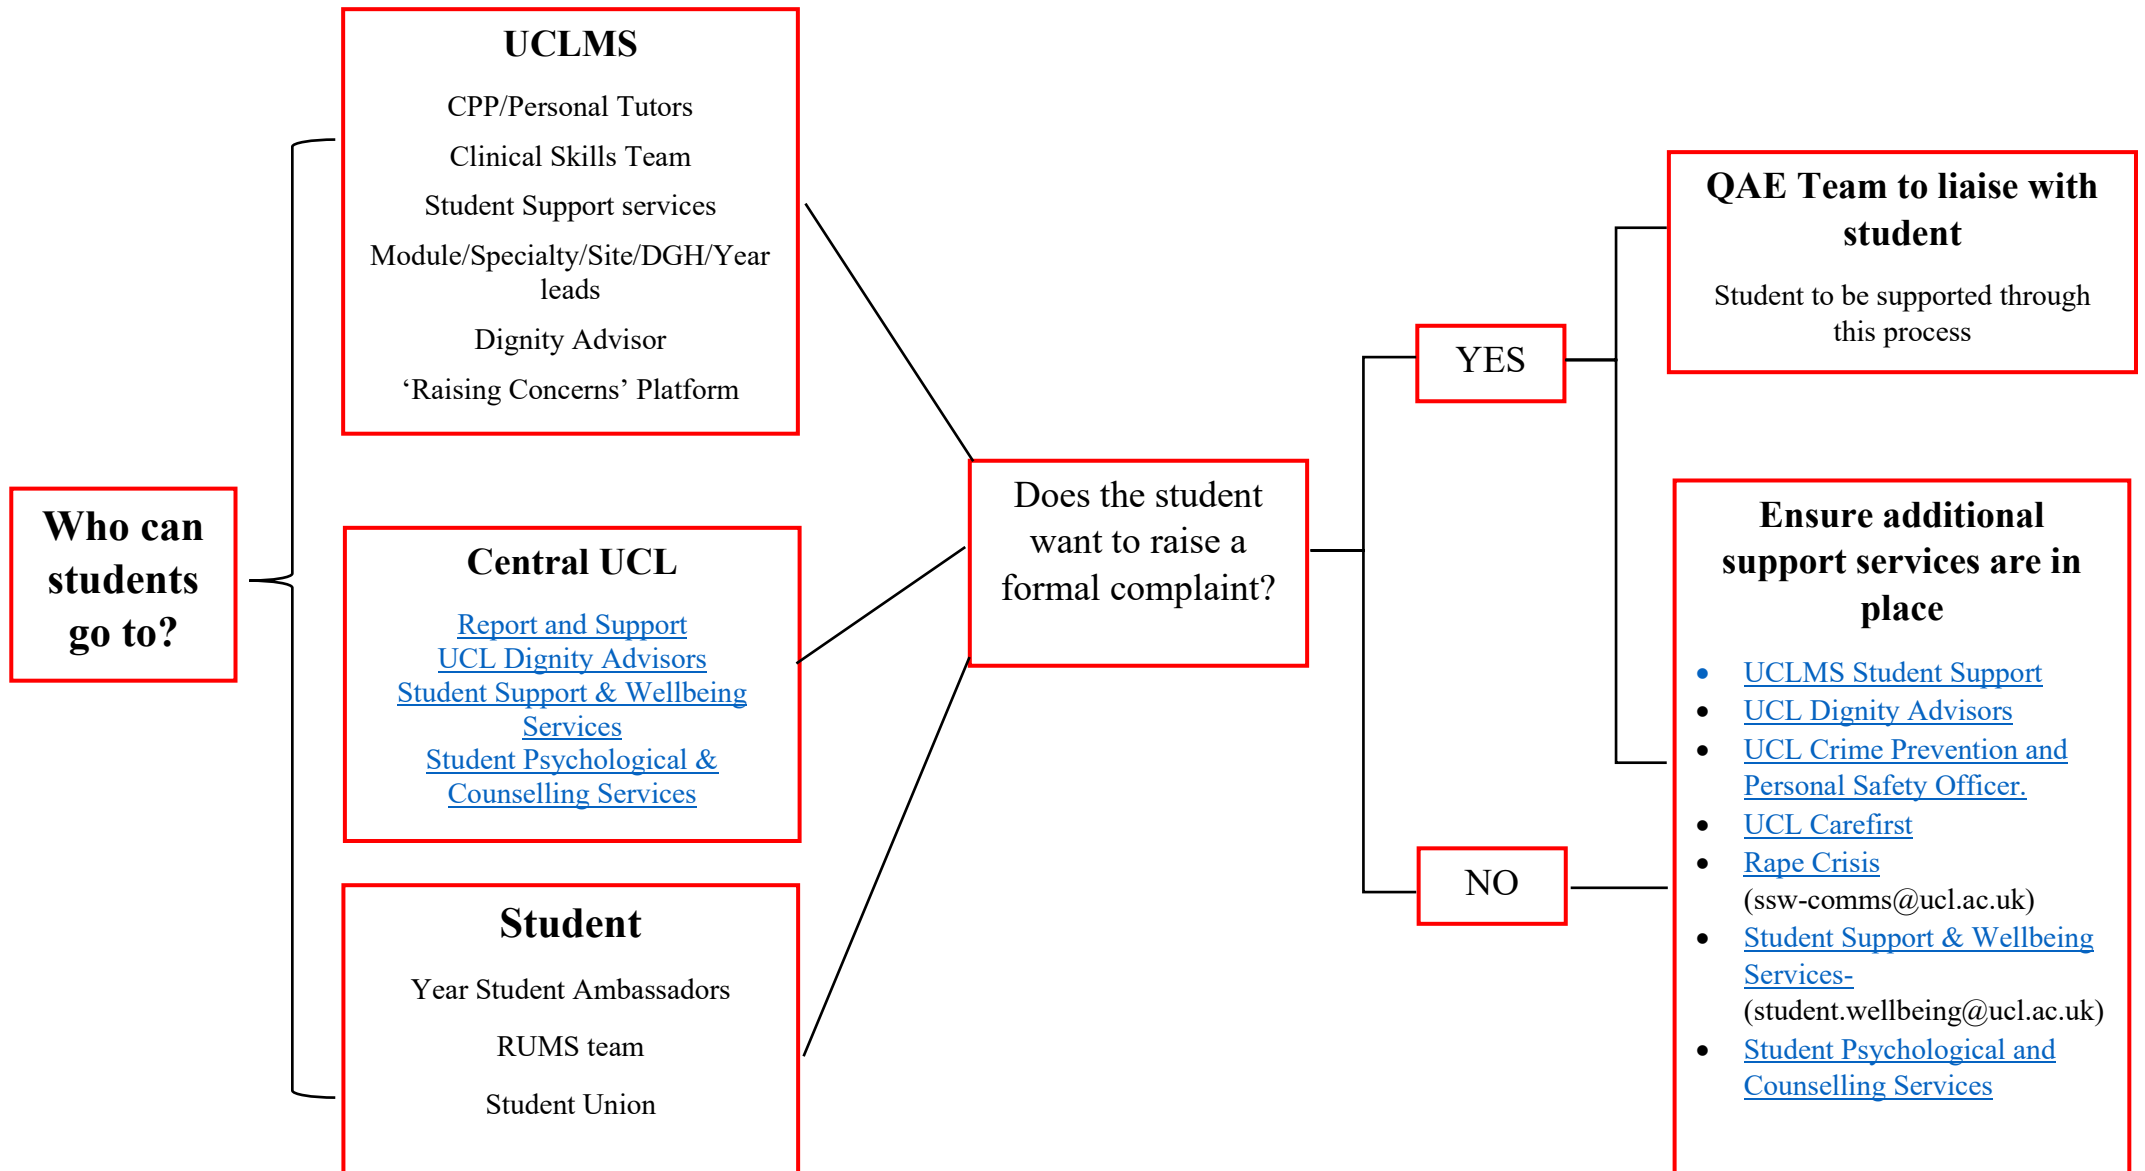 Who can
students
go to?
UCLMS
CPP/Personal Tutors
Clinical Skills Team
Student Support services
Module/Specialty/Site/DGH/Year
leads
Dignity Advisor
‘Raising Concerns’ Platform
Central UCL
Report and Support
UCL Dignity Advisors
Student Support & Wellbeing
Services
Student Psychological &
Counselling Services
Student
Year Student Ambassadors
RUMS team
Student Union
Does the student
want to raise a
formal complaint?
YES
NO
QAE Team to liaise with
student
Student to be supported through
this process
Ensure additional
support services are in
place
• UCLMS Student Support
• UCL Dignity Advisors
• UCL Crime Prevention and
Personal Safety Officer.
• UCL Carefirst
• Rape Crisis
(ssw-comms@ucl.ac.uk)
• Student Support & Wellbeing
Services-
(student.wellbeing@ucl.ac.uk)
• Student Psychological and
Counselling Services